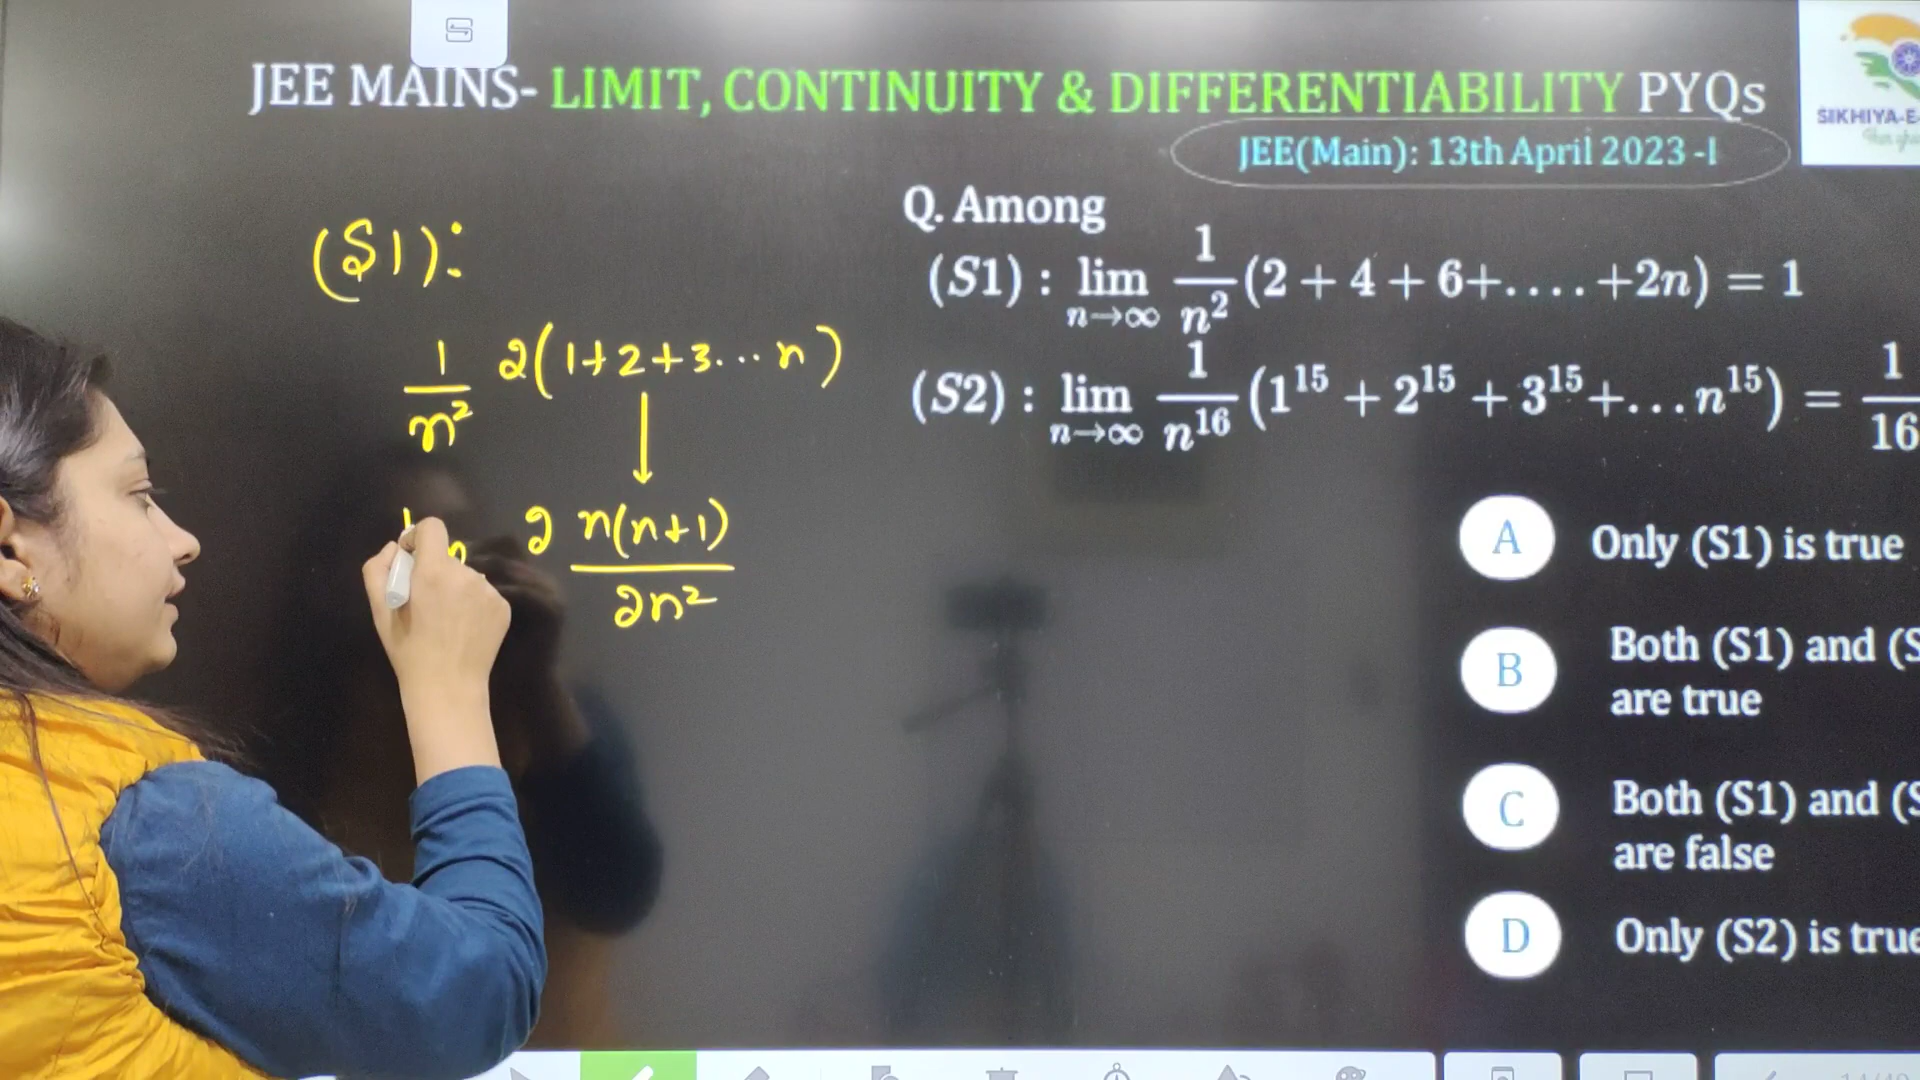 JEE MAINS- LIMIT, CONTINUITY & DIFFERENTIABILITY PYQs
SIKHIYA-E-
JEE(Main): 13th April 2023 -I
Q. Among
(S1) : lim n→∞ 1/n² (2 + 4 + 6+....+2n) = 1
(S2) : lim n→∞ 1/n¹⁶ (1¹⁵ + 2¹⁵ + 3¹⁵ +...n¹⁵) = 1/16
A Only (S1) is true
B Both (S1) and (S
are true
C Both (S1) and (S
are false
D Only (S2) is true
(S1):
1/n² 2(1+2+3...n)
2 n(n+1)/2n²